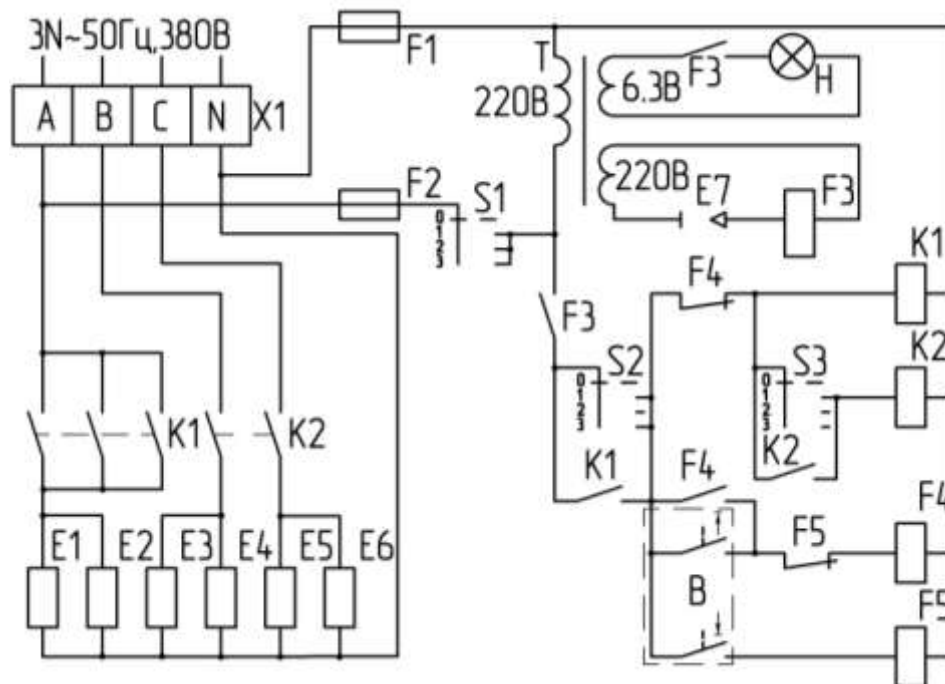 3N~50Гц,380В
F1
T
220В
6.3В
F3
H
A B C N X1
F2
S1
0
1
2
3
220В
E7
F3
K1
F4
F3
K2
S2
0
1
2
3
S3
0
1
2
3
K1
K2
K1
F4
K2
F4
E1 E2 E3 E4 E5 E6
F5
B
F5